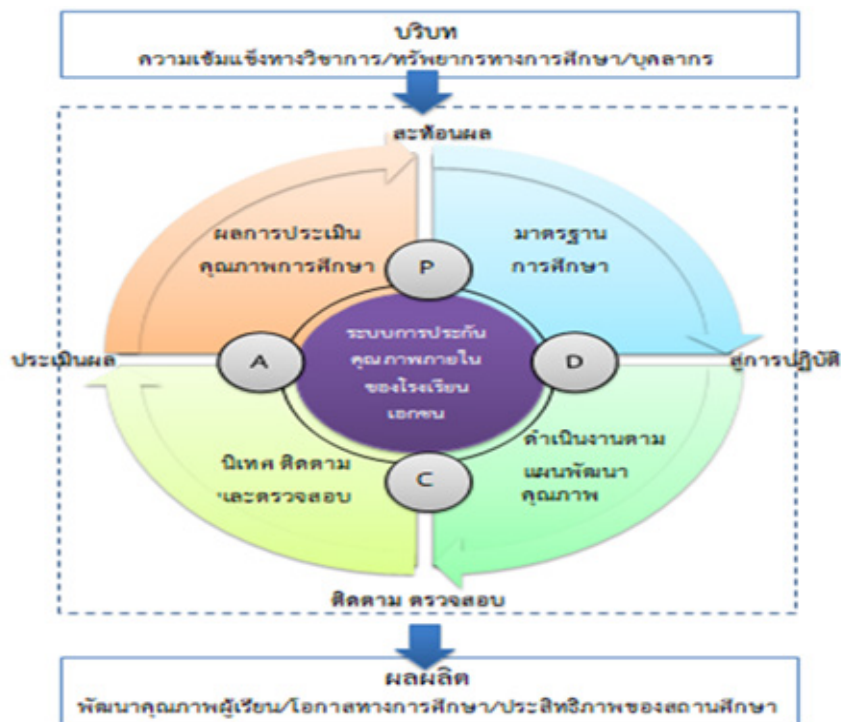 บริบท
ความเข้มแข็งทางวิชาการ/ทรัพยากรทางการศึกษา/บุคลากร
สะท้อนผล
ผลการประเมิน
คุณภาพการศึกษา
P
มาตรฐาน
การศึกษา
ประเมินผล
A
ระบบการประกัน
คุณภาพภายใน
ของโรงเรียน
เอกชน
D
สู่การปฏิบัติ
นิเทศ ติดตาม
และตรวจสอบ
C
ดำเนินงานตาม
แผนพัฒนา
คุณภาพ
ติดตาม ตรวจสอบ
ผลผลิต
พัฒนาคุณภาพผู้เรียน/โอกาสทางการศึกษา/ประสิทธิภาพของสถานศึกษา